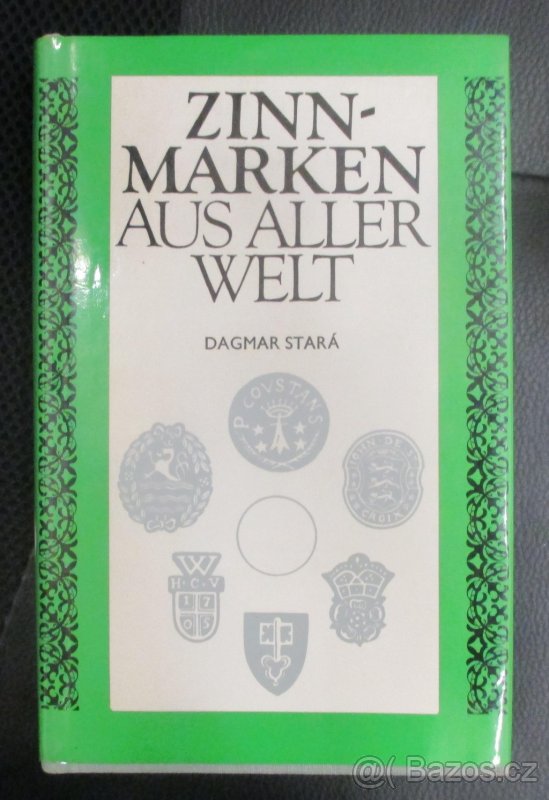 ZINN-
MARKEN
AUS ALLER
WELT
DAGMAR STARÁ
P COVSTANS
W
H C V
17
05
@( Bazos.cz